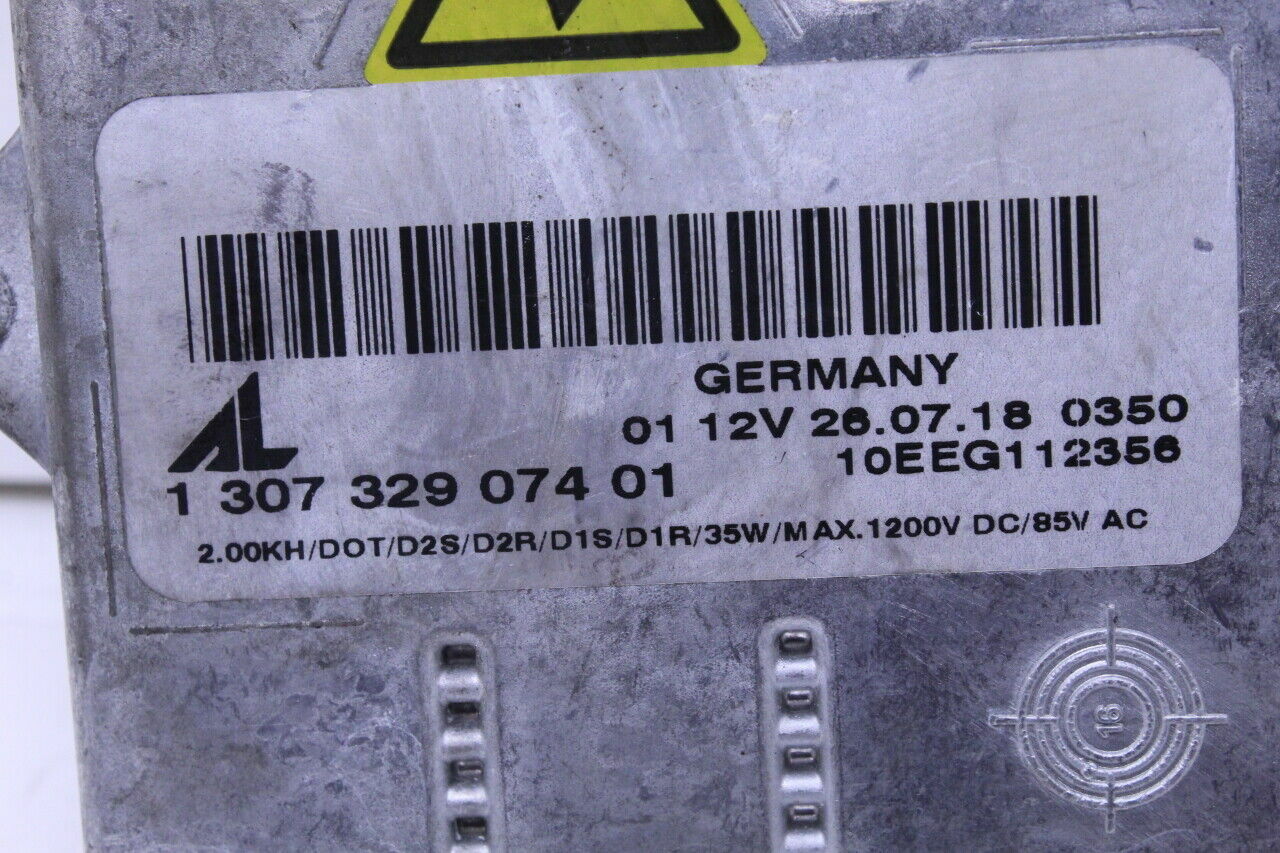 GERMANY
AL
01 12V 26.07.18 0350
1 307 329 074 01
10EEG112356
2.00KH/DOT/D2S/D2R/D1S/D1R/35W/MAX.1200V DC/85V AC
16